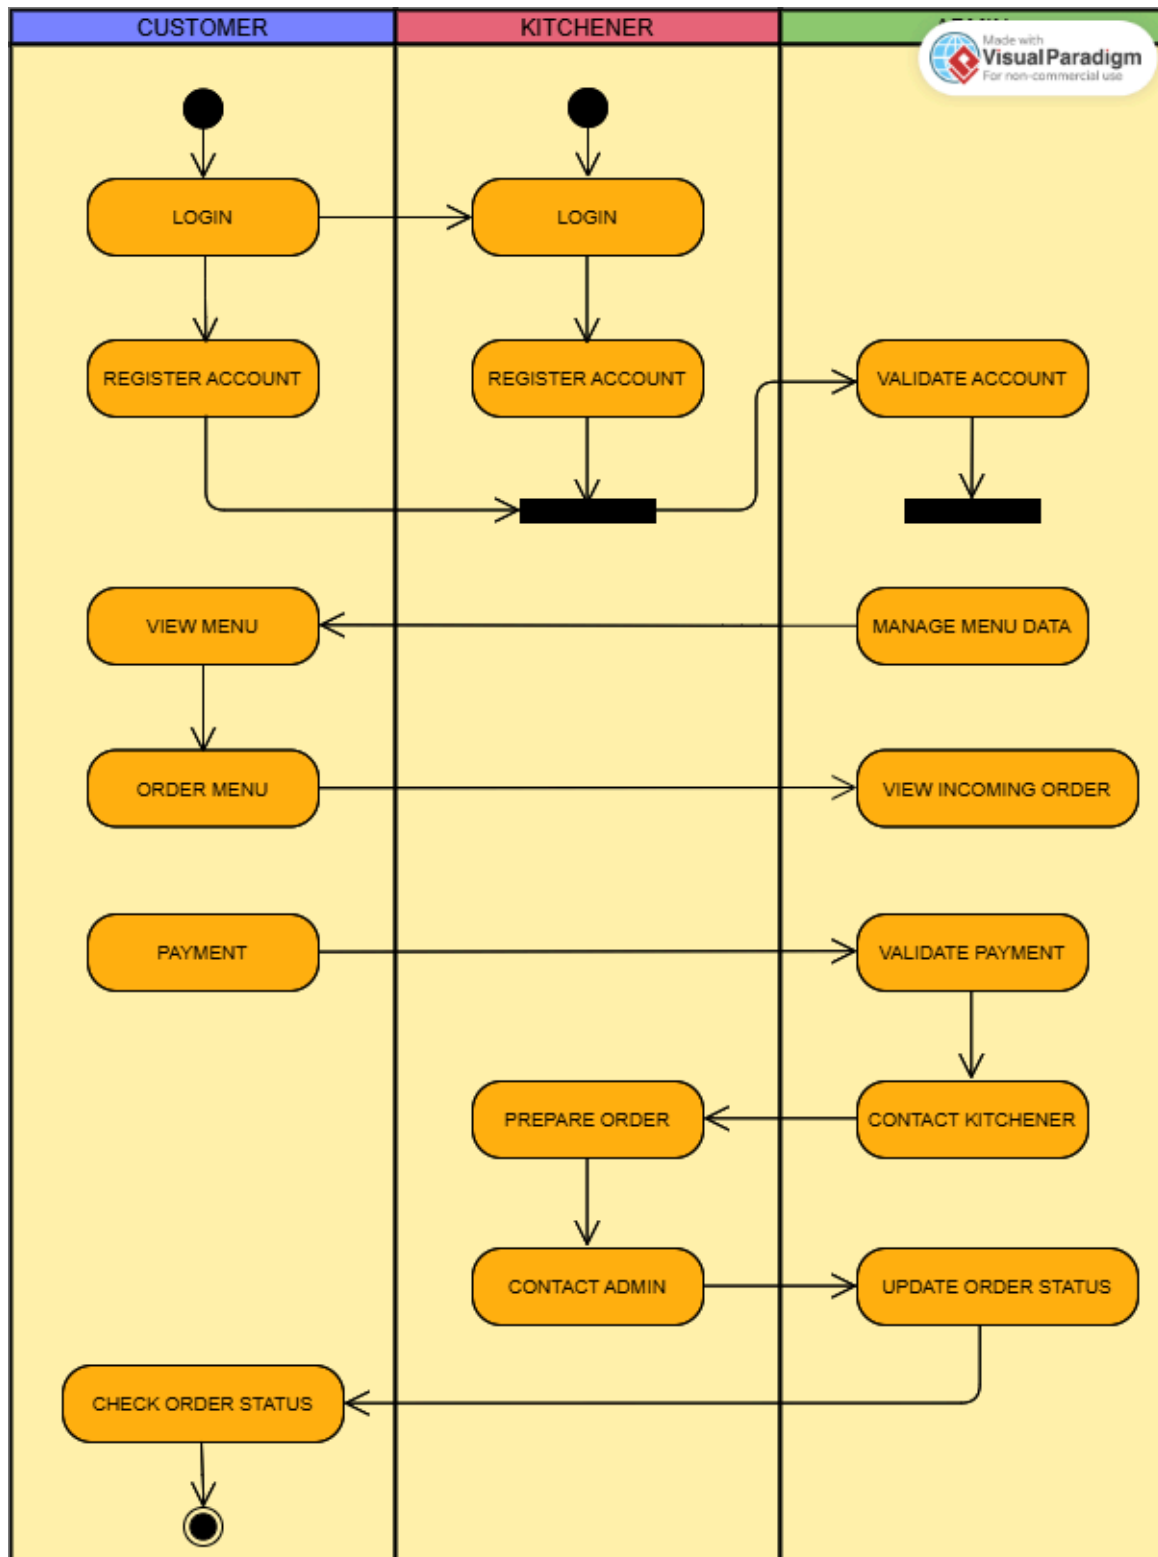 CUSTOMER
KITCHENER
Made with
Visual Paradigm
For non-commercial use
LOGIN
LOGIN
REGISTER ACCOUNT
REGISTER ACCOUNT
VALIDATE ACCOUNT
VIEW MENU
MANAGE MENU DATA
ORDER MENU
VIEW INCOMING ORDER
PAYMENT
VALIDATE PAYMENT
PREPARE ORDER
CONTACT KITCHENER
CONTACT ADMIN
UPDATE ORDER STATUS
CHECK ORDER STATUS